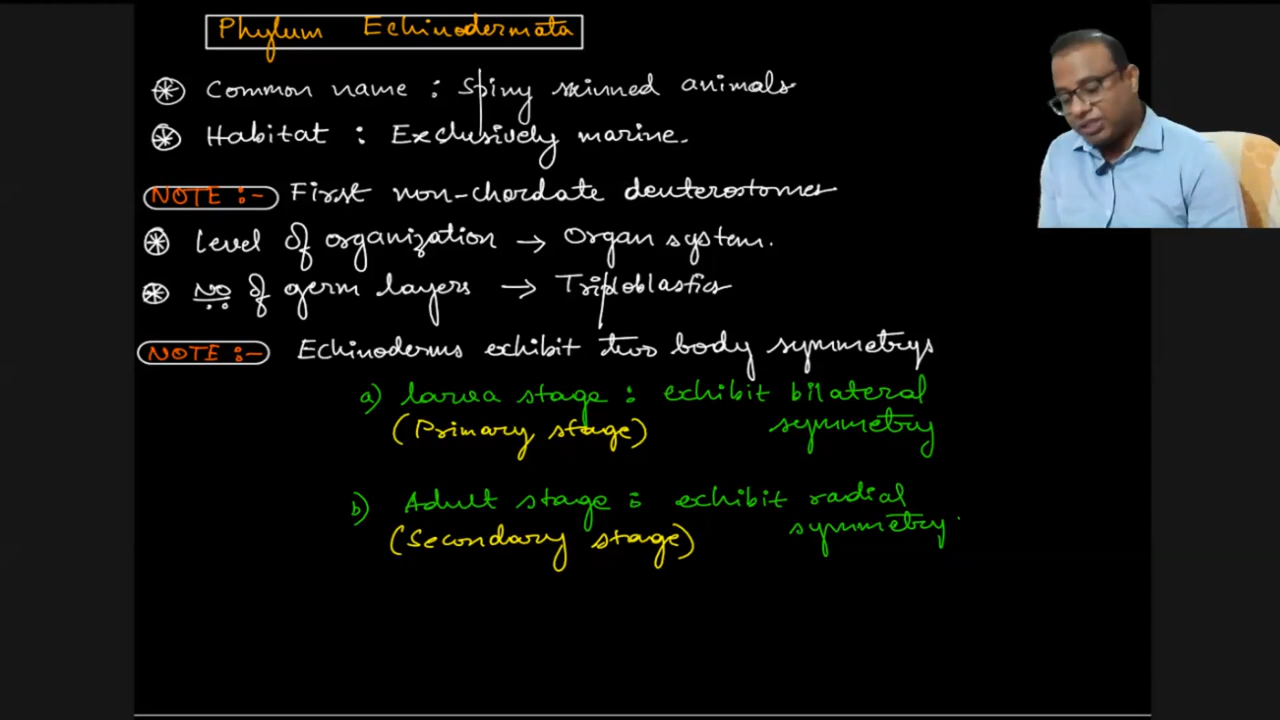 Phylum Echinodermata
Common name : Spiny skinned animals
Habitat : Exclusively marine.
NOTE :- First non-chordate deuterostomes
Level of organization → Organ system.
No of germ layers → Triploblastics
NOTE :- Echinoderms exhibit two body symmetrys
a) Larvea stage : exhibit bilateral
(Primary stage) symmetry
b) Adult stage : exhibit radial
symmetry.
(Secondary stage)